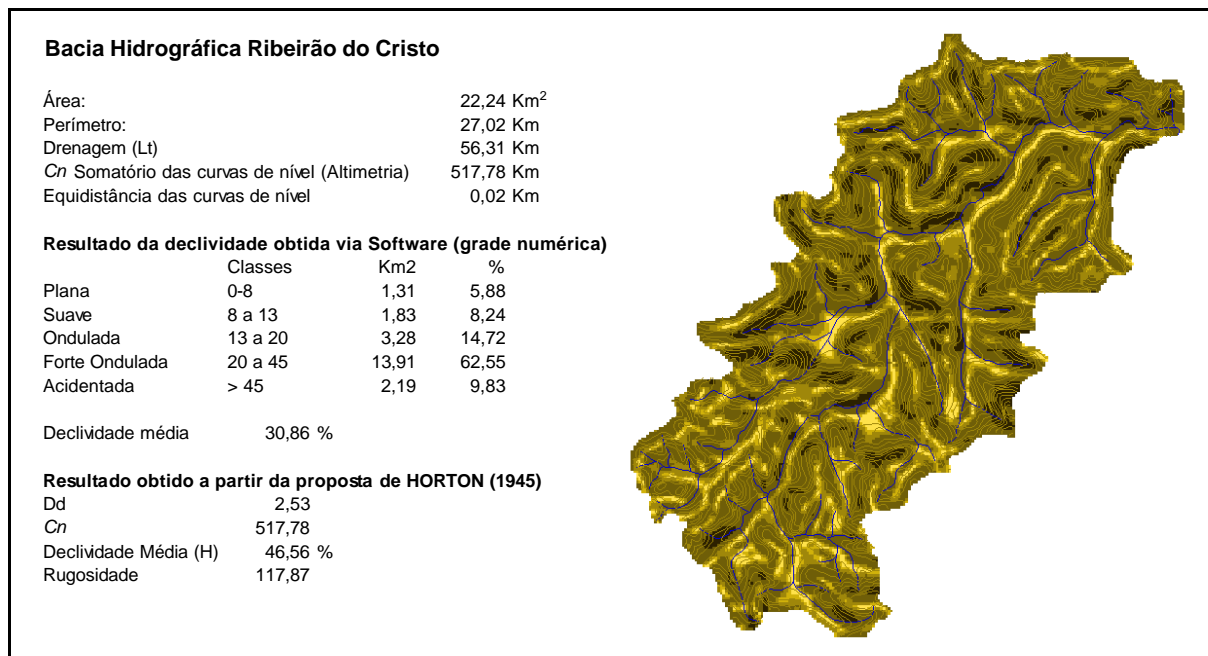 Bacia Hidrográfica Ribeirão do Cristo
Área: 22,24 Km²
Perímetro: 27,02 Km
Drenagem (Lt) 56,31 Km
Cn Somatório das curvas de nível (Altimetria) 517,78 Km
Equidistância das curvas de nível 0,02 Km
Resultado da declividade obtida via Software (grade numérica)
Classes Km2 %
Plana 0-8 1,31 5,88
Suave 8 a 13 1,83 8,24
Ondulada 13 a 20 3,28 14,72
Forte Ondulada 20 a 45 13,91 62,55
Acidentada > 45 2,19 9,83
Declividade média 30,86 %
Resultado obtido a partir da proposta de HORTON (1945)
Dd 2,53
Cn 517,78
Declividade Média (H) 46,56 %
Rugosidade 117,87